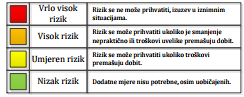 Vrlo visok
rizik
Rizik se ne može prihvatiti, izuzev u iznimnim
situacijama.
Visok rizik
Rizik se može prihvatiti ukoliko je smanjenje
nepraktično ili troškovi uvelike premašuju dobit.
Umjeren rizik
Rizik se može prihvatiti ukoliko troškovi
premašuju dobit.
Nizak rizik
Dodatne mjere nisu potrebne, osim uobičajenih.